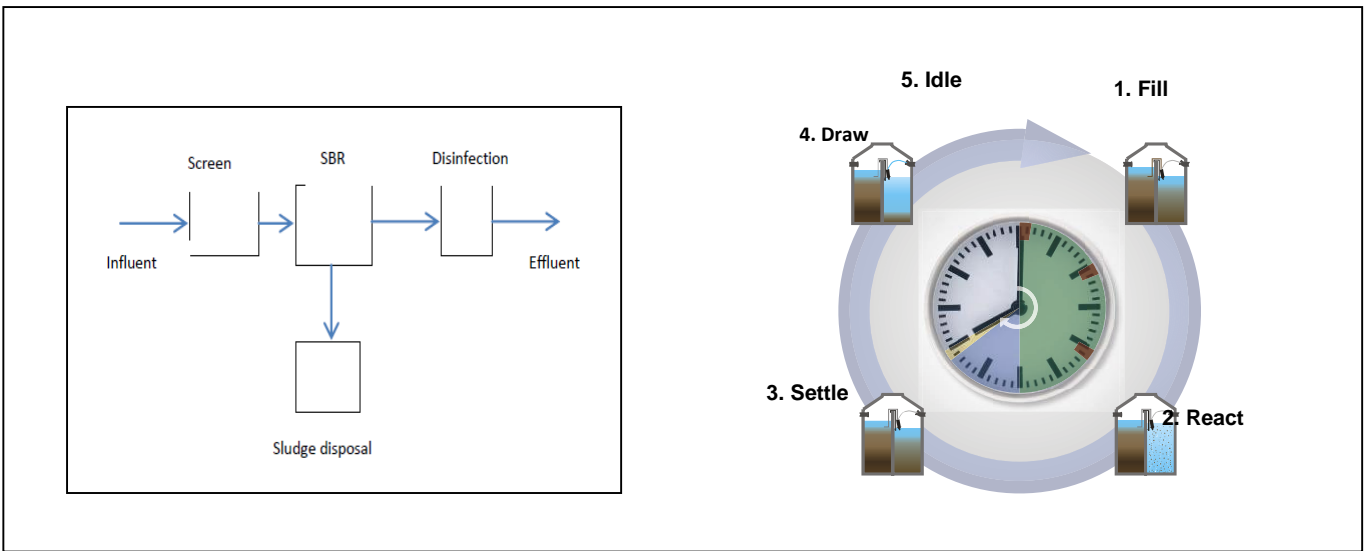 Screen
SBR
Disinfection
Influent
Effluent
Sludge disposal
5. Idle
1. Fill
4. Draw
3. Settle
2. React